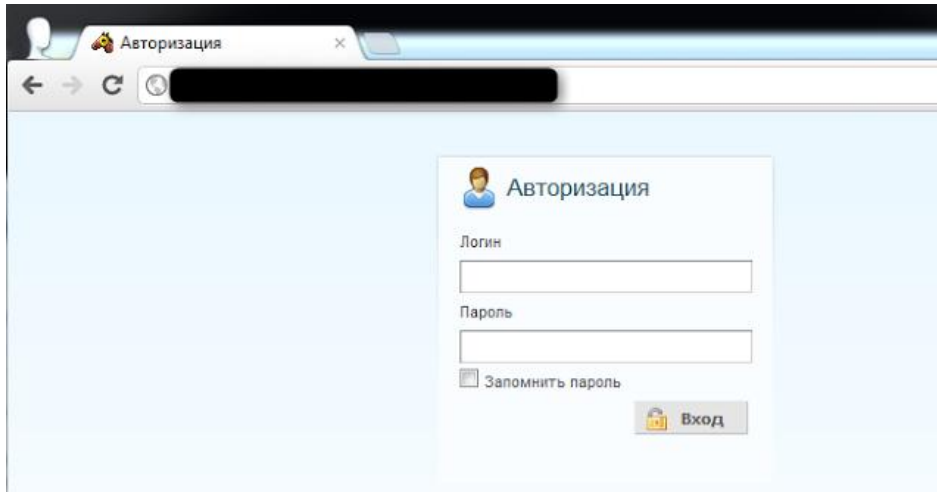 Авторизация
Авторизация
Логин
Пароль
Запомнить пароль
Вход